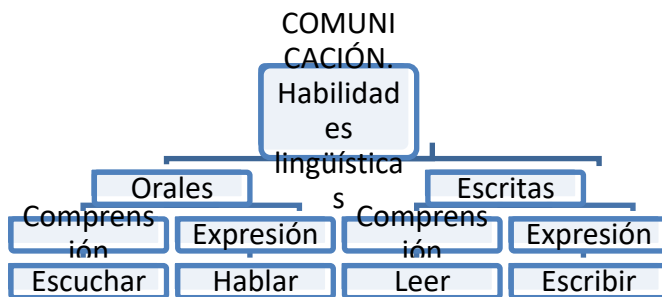 COMUNI
CACIÓN.
Habilidad
es
lingüística
s
Orales
Escritas
Comprens
ión
Expresión
Comprens
ión
Expresión
Escuchar
Hablar
Leer
Escribir